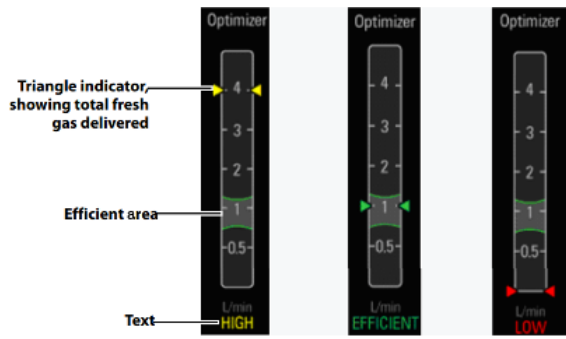 Optimizer
Triangle indicator,
showing total fresh
gas delivered
4
3
2
Efficient area
1
0.5
L/min
Text
HIGH
Optimizer
4
3
2
1
0.5
L/min
EFFICIENT
Optimizer
4
3
2
1
0.5
L/min
LOW